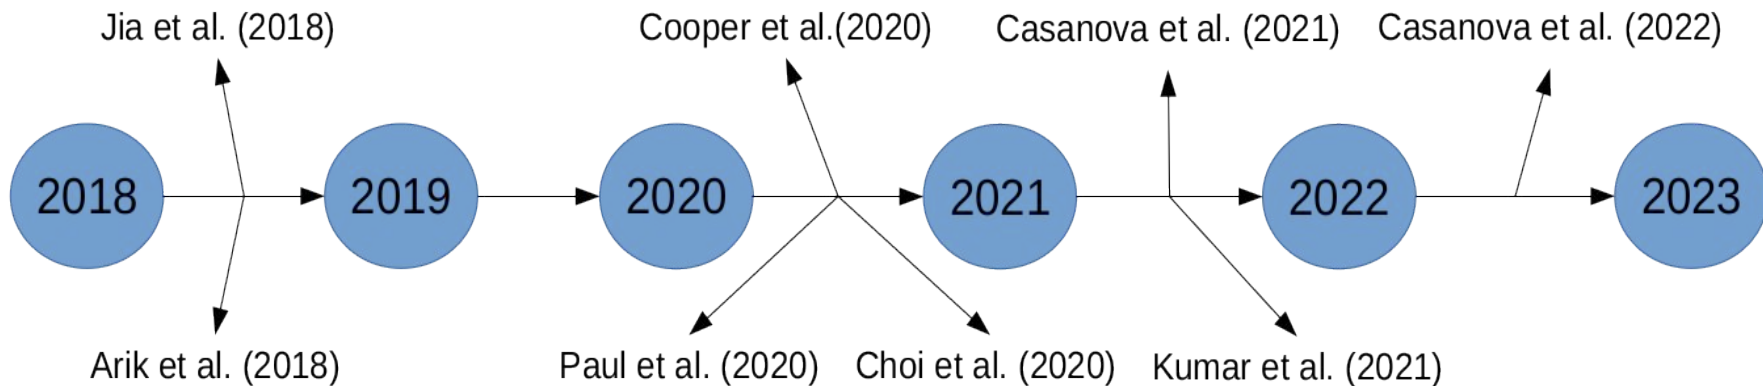 Jia et al. (2018)
Cooper et al.(2020)
Casanova et al. (2021)
Casanova et al. (2022)
2018
2019
2020
2021
2022
2023
Arik et al. (2018)
Paul et al. (2020)
Choi et al. (2020)
Kumar et al. (2021)